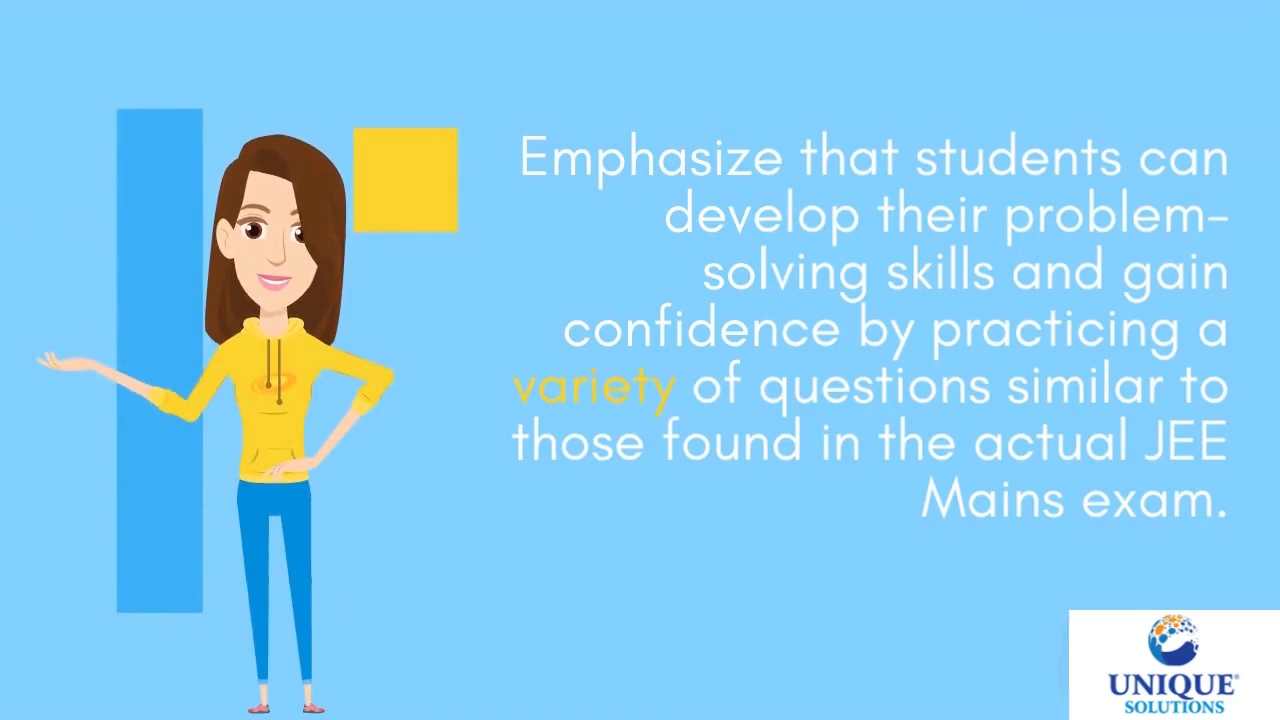 Emphasize that students can
develop their problem-
solving skills and gain
confidence by practicing a
variety of questions similar to
those found in the actual JEE
Mains exam.
UNIQUE®
SOLUTIONS